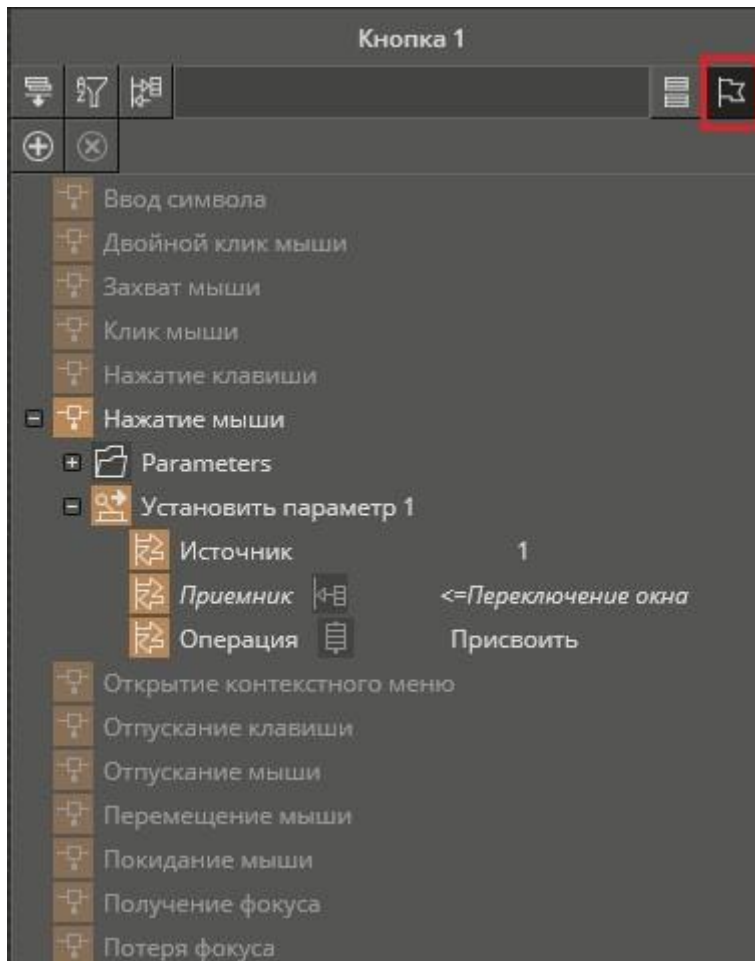 Кнопка 1
Ввод символа
Двойной клик мыши
Захват мыши
Клик мыши
Нажатие клавиши
Нажатие мыши
Parameters
Установить параметр 1
Источник 1
Приемник <=Переключение окна
Операция Присвоить
Открытие контекстного меню
Отпускание клавиши
Отпускание мыши
Перемещение мыши
Покидание мыши
Получение фокуса
Потеря фокуса